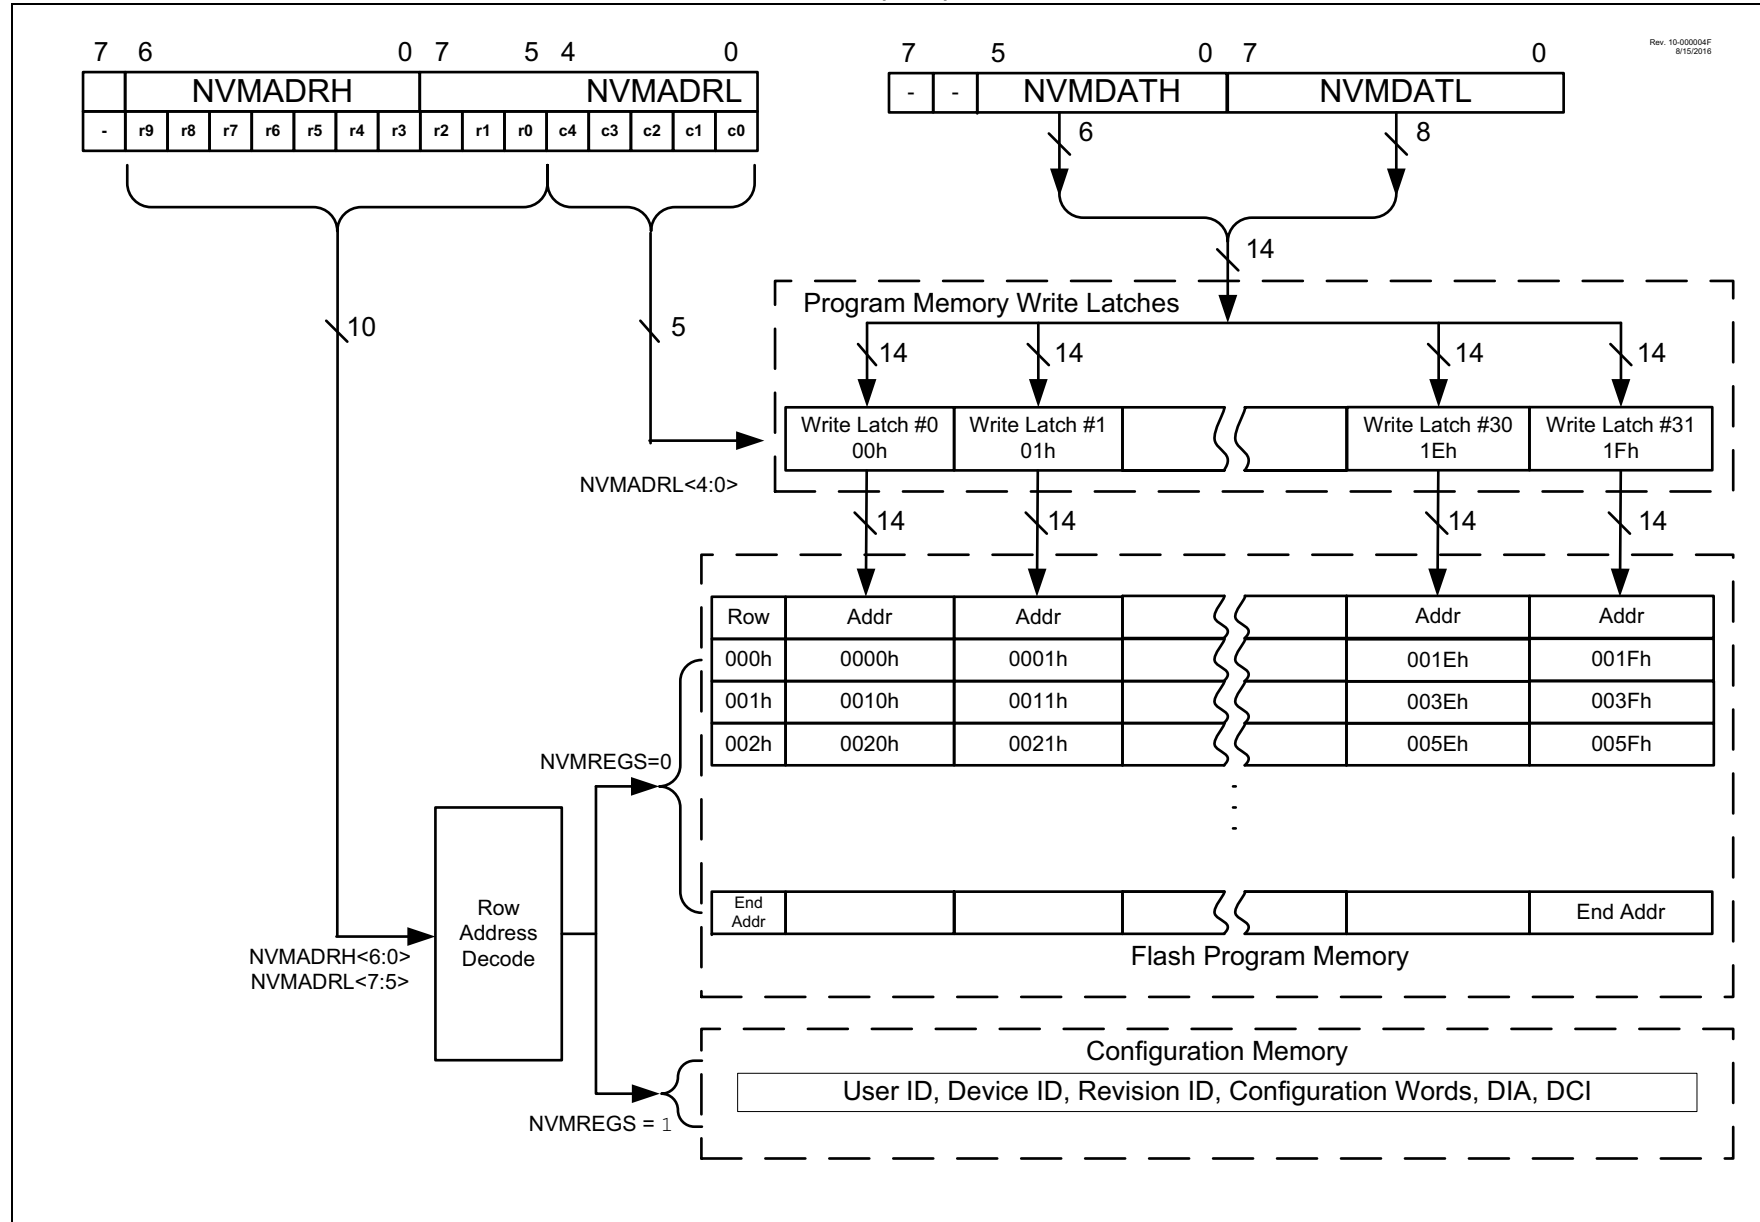 Rev. 10-000004F
8/15/2016
7 6 0 7 5 4 0
NVMADRH NVMADRL
- r9 r8 r7 r6 r5 r4 r3 r2 r1 r0 c4 c3 c2 c1 c0
7 5 0 7 0
- - NVMDATH NVMDATL
6 8
14
10
5
Program Memory Write Latches
14 14 14 14
Write Latch #0 Write Latch #1 Write Latch #30 Write Latch #31
00h 01h 1Eh 1Fh
NVMADRL<4:0>
14 14 14 14
Row Addr Addr Addr Addr
000h 0000h 0001h 001Eh 001Fh
001h 0010h 0011h 003Eh 003Fh
002h 0020h 0021h 005Eh 005Fh
NVMREGS=0
End
Addr
End Addr
Flash Program Memory
Row
Address
Decode
NVMADRH<6:0>
NVMADRL<7:5>
Configuration Memory
User ID, Device ID, Revision ID, Configuration Words, DIA, DCI
NVMREGS = 1